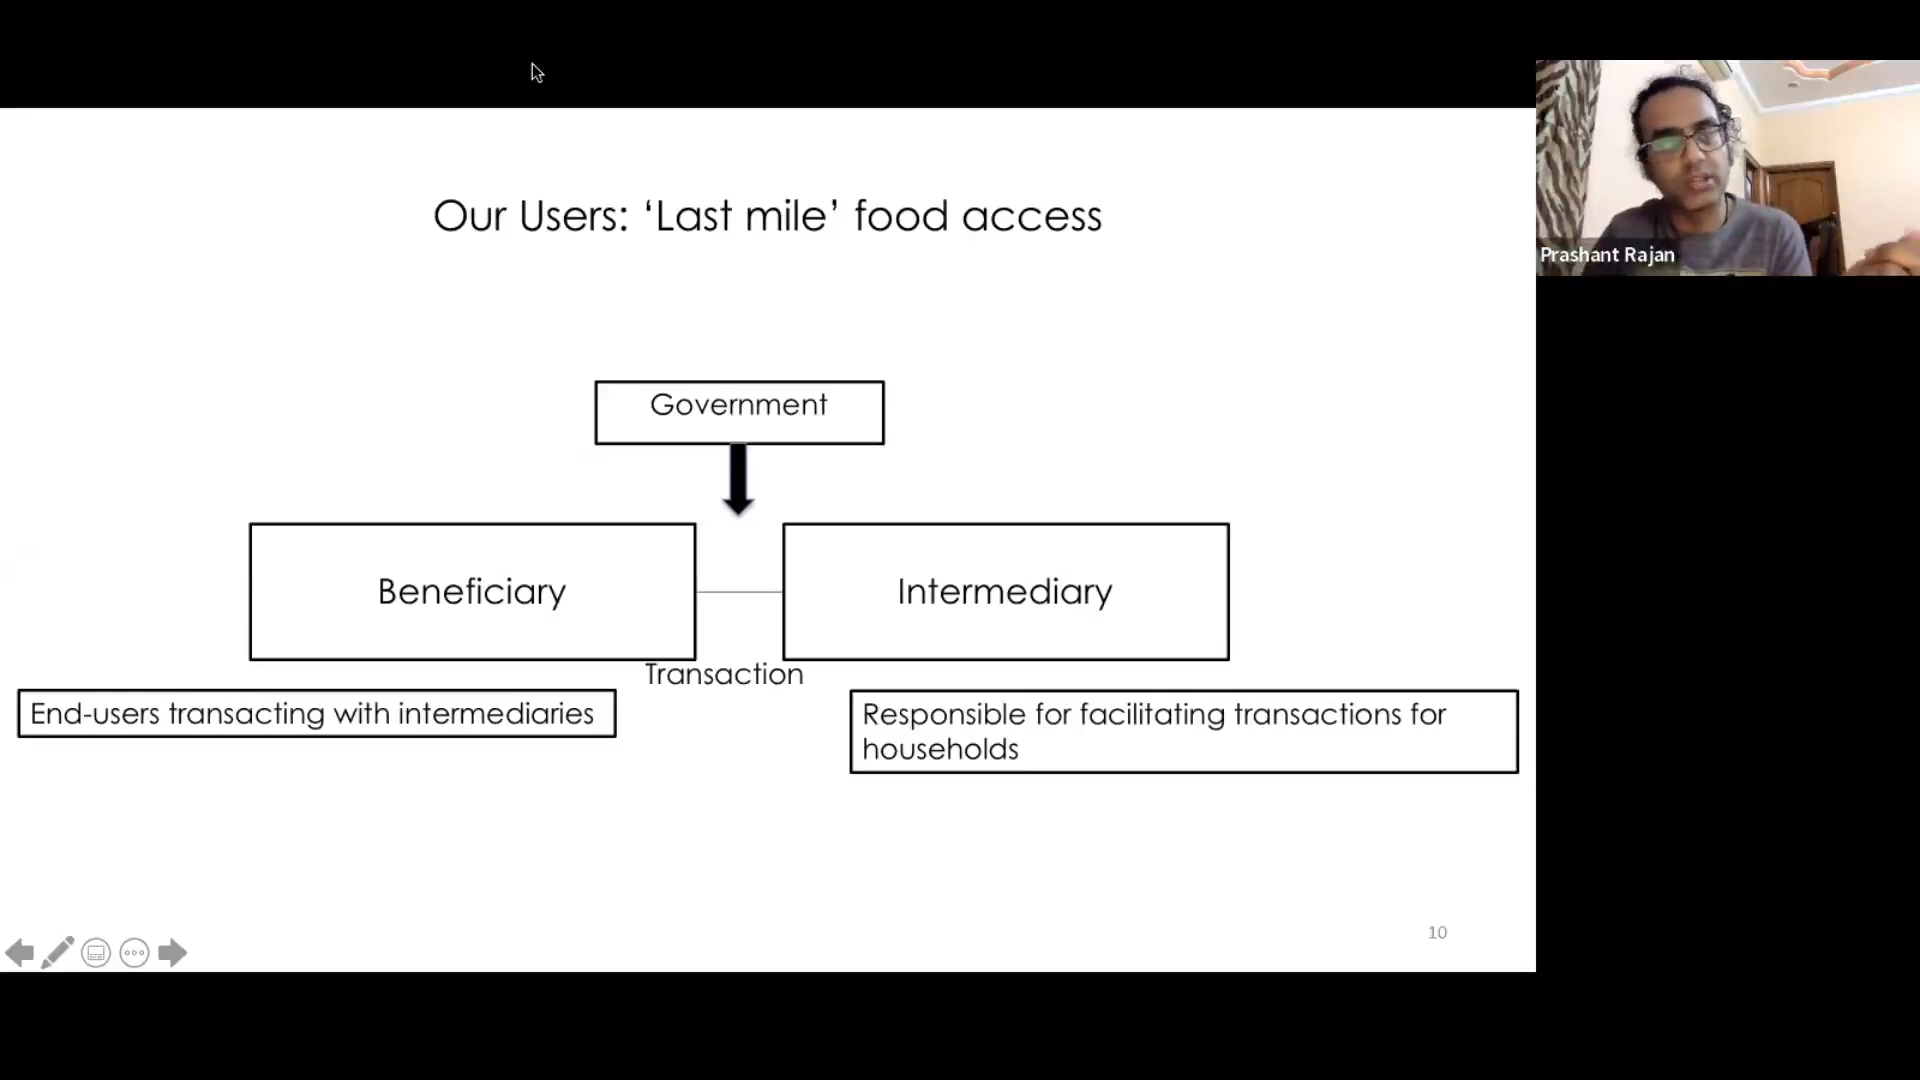 Our Users: ‘Last mile’ food access
Prashant Rajan
Government
Beneficiary
Intermediary
Transaction
End-users transacting with intermediaries
Responsible for facilitating transactions for
households
10